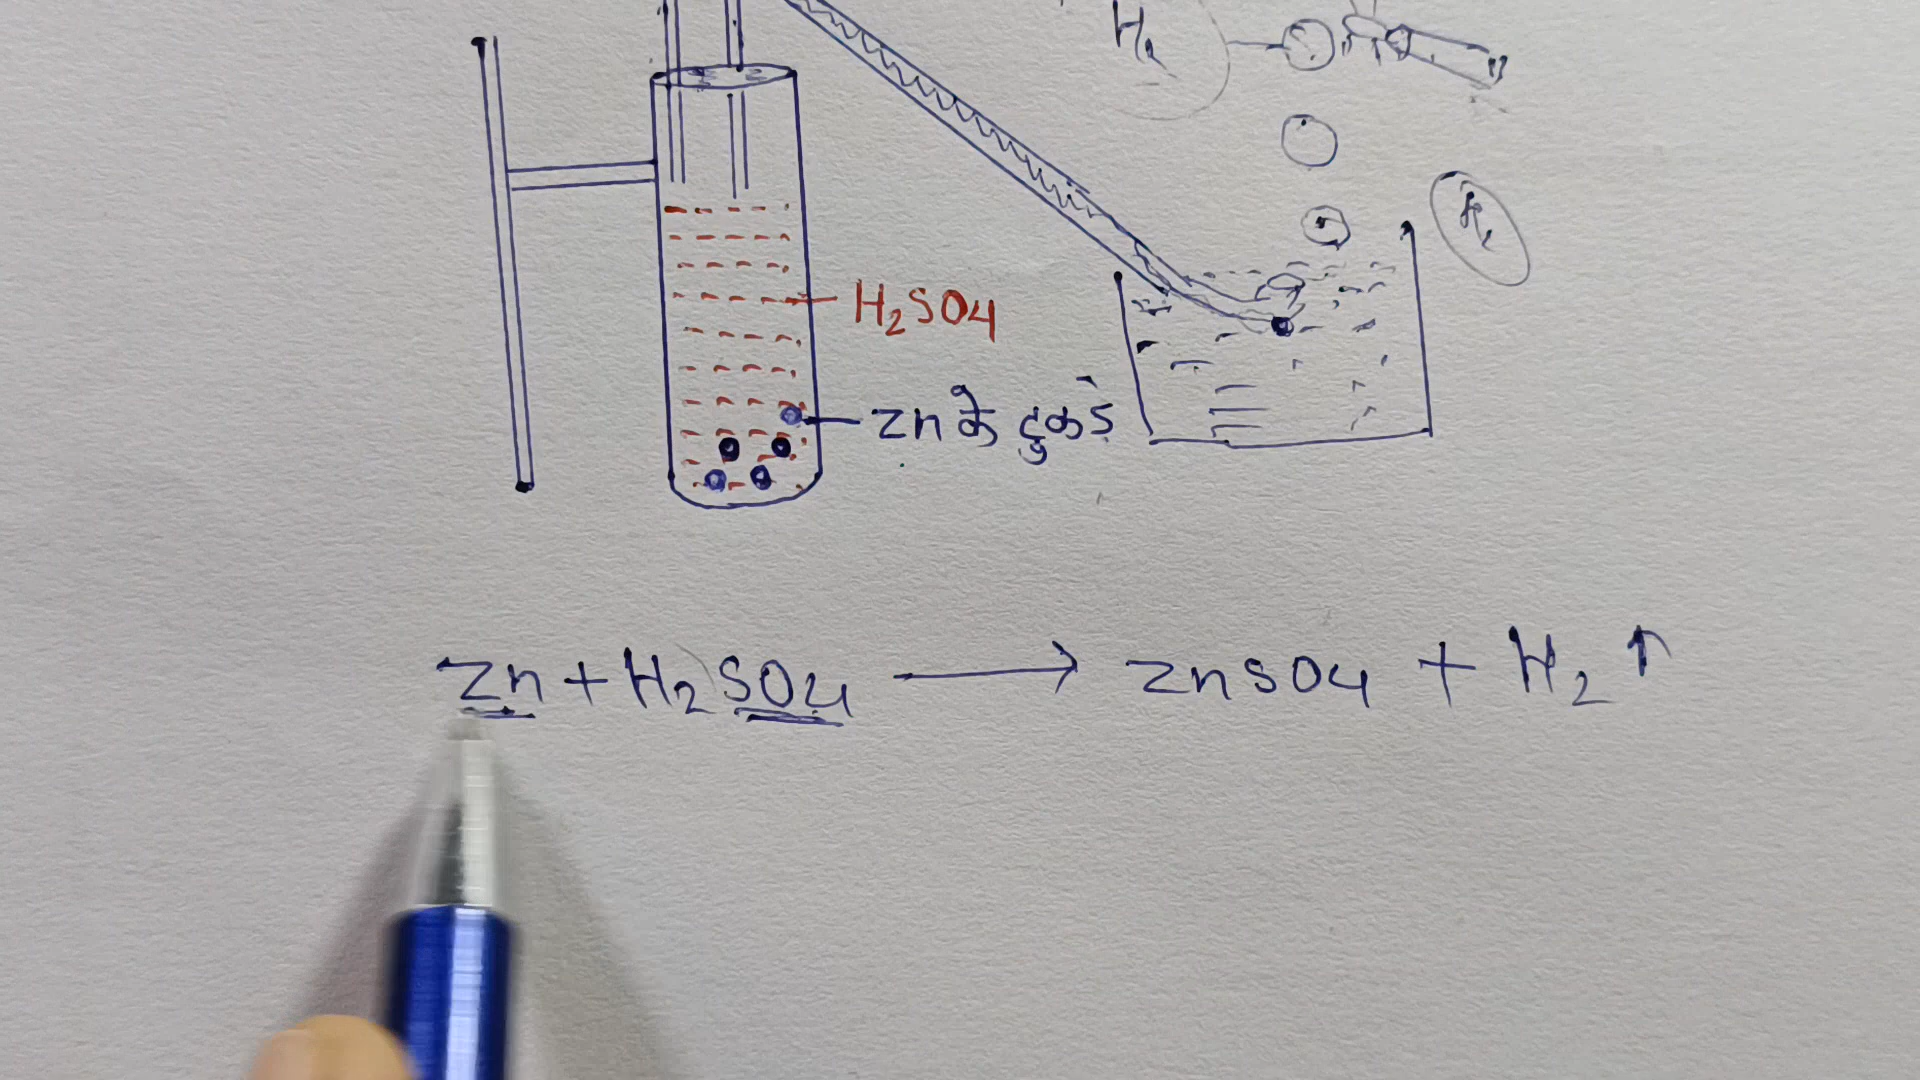 H₂
H₂
H₂SO₄
Zn के टुकडे
Zn + H₂SO₄ ⟶ ZnSO₄ + H₂ ↑